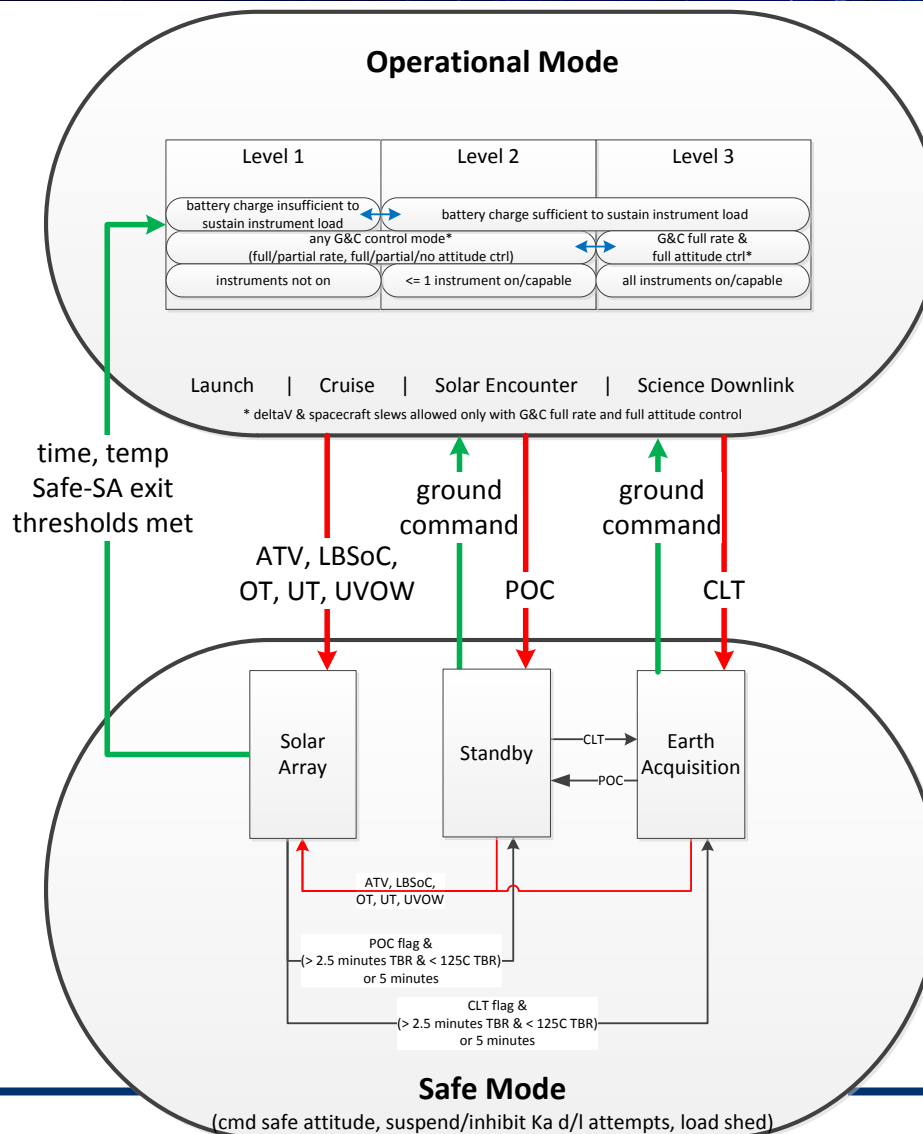 Operational Mode
Level 1
Level 2
Level 3
battery charge insufficient to
sustain instrument load
battery charge sufficient to sustain instrument load
any G&C control mode*
(full/partial rate, full/partial/no attitude ctrl)
G&C full rate &
full attitude ctrl*
instruments not on
<= 1 instrument on/capable
all instruments on/capable
Launch | Cruise | Solar Encounter | Science Downlink
* deltaV & spacecraft slews allowed only with G&C full rate and full attitude control
time, temp
Safe-SA exit
thresholds met
ATV, LBSoC,
OT, UT, UVOW
ground
command
POC
ground
command
CLT
Solar
Array
Standby
CLT
POC
Earth
Acquisition
ATV, LBSoC,
OT, UT, UVOW
POC flag &
(> 2.5 minutes TBR & < 125C TBR)
or 5 minutes
CLT flag &
(> 2.5 minutes TBR & < 125C TBR)
or 5 minutes
Safe Mode
(cmd safe attitude, suspend/inhibit Ka d/l attempts, load shed)